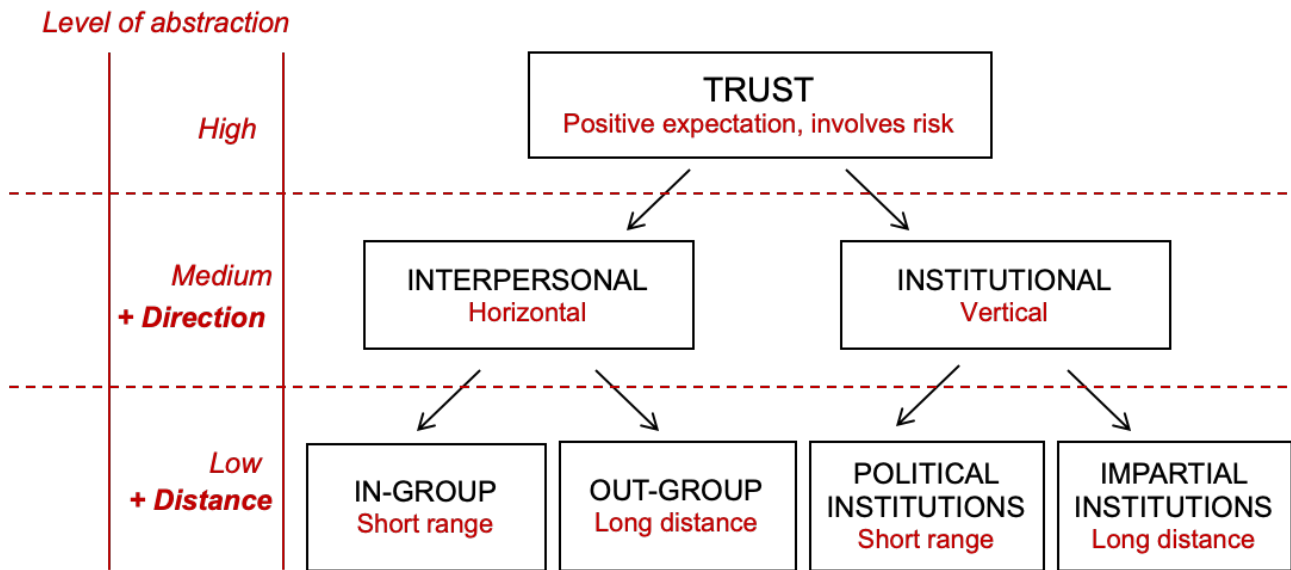 Level of abstraction
High
TRUST
Positive expectation, involves risk
Medium
+ Direction
INTERPERSONAL
Horizontal
INSTITUTIONAL
Vertical
Low
+ Distance
IN-GROUP
Short range
OUT-GROUP
Long distance
POLITICAL
INSTITUTIONS
Short range
IMPARTIAL
INSTITUTIONS
Long distance